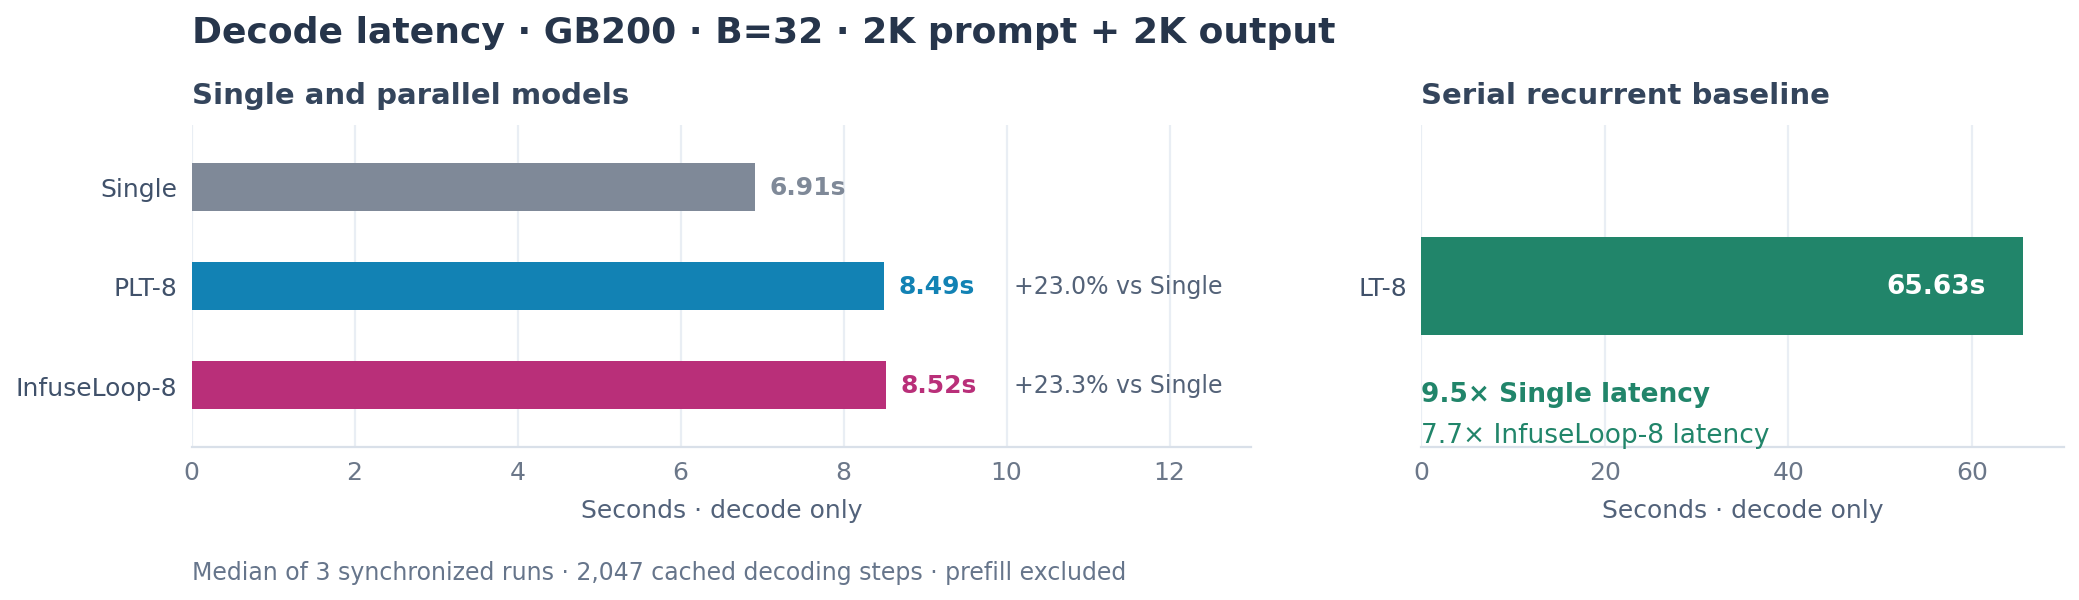 Decode latency · GB200 · B=32 · 2K prompt + 2K output
Single and parallel models
Single 6.91s
PLT-8 8.49s +23.0% vs Single
InfuseLoop-8 8.52s +23.3% vs Single
0 2 4 6 8 10 12
Seconds · decode only
Serial recurrent baseline
LT-8 65.63s
9.5× Single latency
7.7× InfuseLoop-8 latency
0 20 40 60
Seconds · decode only
Median of 3 synchronized runs · 2,047 cached decoding steps · prefill excluded